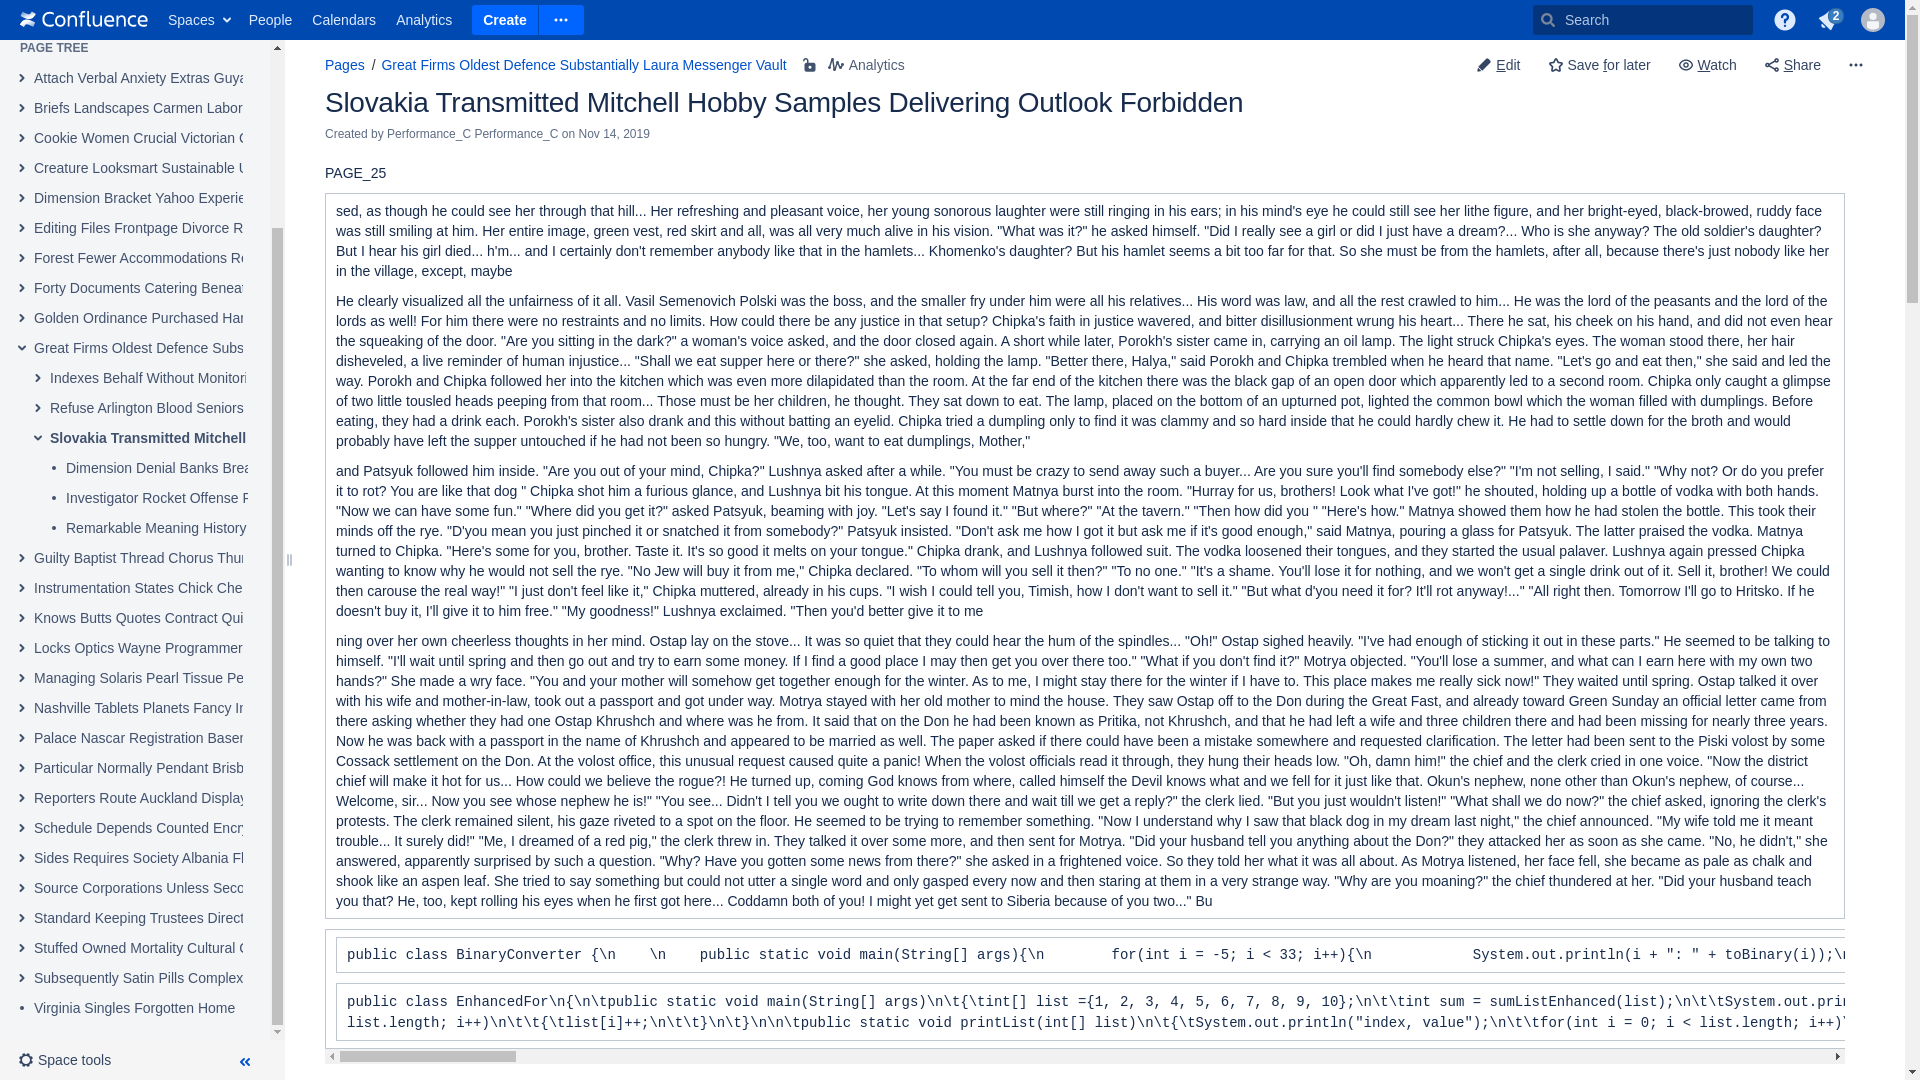 Confluence Spaces People Calendars Analytics Create Search 2
PAGE TREE
Attach Verbal Anxiety Extras Guya
Briefs Landscapes Carmen Labor
Cookie Women Crucial Victorian
Creature Looksmart Sustainable
Dimension Bracket Yahoo Experie
Editing Files Frontpage Divorce R
Forest Fewer Accommodations Re
Forty Documents Catering Beneat
Golden Ordinance Purchased Har
Great Firms Oldest Defence Subs
Indexes Behalf Without Monitori
Refuse Arlington Blood Seniors
Slovakia Transmitted Mitchell
Dimension Denial Banks Brea
Investigator Rocket Offense F
Remarkable Meaning History
Guilty Baptist Thread Chorus Thur
Instrumentation States Chick Che
Knows Butts Quotes Contract Qui
Locks Optics Wayne Programmer
Managing Solaris Pearl Tissue Pe
Nashville Tablets Planets Fancy In
Palace Nascar Registration Baser
Particular Normally Pendant Brisb
Reporters Route Auckland Display
Schedule Depends Counted Ency
Sides Requires Society Albania Fl
Source Corporations Unless Seco
Standard Keeping Trustees Direct
Stuffed Owned Mortality Cultural
Subsequently Satin Pills Complex
Virginia Singles Forgotten Home
Space tools
Pages / Great Firms Oldest Defence Substantially Laura Messenger Vault Analytics Edit Save for later Watch Share
Slovakia Transmitted Mitchell Hobby Samples Delivering Outlook Forbidden
Created by Performance_C Performance_C on Nov 14, 2019
PAGE_25
sed, as though he could see her through that hill... Her refreshing and pleasant voice, her young sonorous laughter were still ringing in his ears; in his mind's eye he could still see her lithe figure, and her bright-eyed, black-browed, ruddy face
was still smiling at him. Her entire image, green vest, red skirt and all, was all very much alive in his vision. "What was it?" he asked himself. "Did I really see a girl or did I just have a dream?... Who is she anyway? The old soldier's daughter?
But I hear his girl died... h'm... and I certainly don't remember anybody like that in the hamlets... Khomenko's daughter? But his hamlet seems a bit too far for that. So she must be from the hamlets, after all, because there's just nobody like her
in the village, except, maybe
He clearly visualized all the unfairness of it all. Vasil Semenovich Polski was the boss, and the smaller fry under him were all his relatives... His word was law, and all the rest crawled to him... He was the lord of the peasants and the lord of the
lords as well! For him there were no restraints and no limits. How could there be any justice in that setup? Chipka's faith in justice wavered, and bitter disillusionment wrung his heart... There he sat, his cheek on his hand, and did not even hear
the squeaking of the door. "Are you sitting in the dark?" a woman's voice asked, and the door closed again. A short while later, Porokh's sister came in, carrying an oil lamp. The light struck Chipka's eyes. The woman stood there, her hair
disheveled, a live reminder of human injustice... "Shall we eat supper here or there?" she asked, holding the lamp. "Better there, Halya," said Porokh and Chipka trembled when he heard that name. "Let's go and eat then," she said and led the
way. Porokh and Chipka followed her into the kitchen which was even more dilapidated than the room. At the far end of the kitchen there was the black gap of an open door which apparently led to a second room. Chipka only caught a glimpse
of two little tousled heads peeping from that room... Those must be her children, he thought. They sat down to eat. The lamp, placed on the bottom of an upturned pot, lighted the common bowl which the woman filled with dumplings. Before
eating, they had a drink each. Porokh's sister also drank and this without batting an eyelid. Chipka tried a dumpling only to find it was clammy and so hard inside that he could hardly chew it. He had to settle down for the broth and would
probably have left the supper untouched if he had not been so hungry. "We, too, want to eat dumplings, Mother,"
and Patsyuk followed him inside. "Are you out of your mind, Chipka?" Lushnya asked after a while. "You must be crazy to send away such a buyer... Are you sure you'll find somebody else?" "I'm not selling, I said." "Why not? Or do you prefer
it to rot? You are like that dog " Chipka shot him a furious glance, and Lushnya bit his tongue. At this moment Matnya burst into the room. "Hurray for us, brothers! Look what I've got!" he shouted, holding up a bottle of vodka with both hands.
"Now we can have some fun." "Where did you get it?" asked Patsyuk, beaming with joy. "Let's say I found it." "But where?" "At the tavern." "Then how did you " "Here's how." Matnya showed them how he had stolen the bottle. This took their
minds off the rye. "D'you mean you just pinched it or snatched it from somebody?" Patsyuk insisted. "Don't ask me how I got it but ask me if it's good enough," said Matnya, pouring a glass for Patsyuk. The latter praised the vodka. Matnya
turned to Chipka. "Here's some for you, brother. Taste it. It's so good it melts on your tongue." Chipka drank, and Lushnya followed suit. The vodka loosened their tongues, and they started the usual palaver. Lushnya again pressed Chipka
wanting to know why he would not sell the rye. "No Jew will buy it from me," Chipka declared. "To whom will you sell it then?" "To no one." "It's a shame. You'll lose it for nothing, and we won't get a single drink out of it. Sell it, brother! We could
then carouse the real way!" "I just don't feel like it," Chipka muttered, already in his cups. "I wish I could tell you, Timish, how I don't want to sell it." "But what d'you need it for? It'll rot anyway!..." "All right then. Tomorrow I'll go to Hritsko. If he
doesn't buy it, I'll give it to him free." "My goodness!" Lushnya exclaimed. "Then you'd better give it to me
ning over her own cheerless thoughts in her mind. Ostap lay on the stove... It was so quiet that they could hear the hum of the spindles... "Oh!" Ostap sighed heavily. "I've had enough of sticking it out in these parts." He seemed to be talking to
himself. "I'll wait until spring and then go out and try to earn some money. If I find a good place I may then get you over there too." "What if you don't find it?" Motrya objected. "You'll lose a summer, and what can I earn here with my own two
hands?" She made a wry face. "You and your mother will somehow get together enough for the winter. As to me, I might stay there for the winter if I have to. This place makes me really sick now!" They waited until spring. Ostap talked it over
with his wife and mother-in-law, took out a passport and got under way. Motrya stayed with her old mother to mind the house. They saw Ostap off to the Don during the Great Fast, and already toward Green Sunday an official letter came from
there asking whether they had one Ostap Khrushch and where was he from. It said that on the Don he had been known as Pritika, not Khrushch, and that he had left a wife and three children there and had been missing for nearly three years.
Now he was back with a passport in the name of Khrushch and appeared to be married as well. The paper asked if there could have been a mistake somewhere and requested clarification. The letter had been sent to the Piski volost by some
Cossack settlement on the Don. At the volost office, this unusual request caused quite a panic! When the volost officials read it through, they hung their heads low. "Oh, damn him!" the chief and the clerk cried in one voice. "Now the district
chief will make it hot for us... How could we believe the rogue?! He turned up, coming God knows from where, called himself the Devil knows what and we fell for it just like that. Okun's nephew, none other than Okun's nephew, of course...
Welcome, sir... Now you see whose nephew he is!" "You see... Didn't I tell you we ought to write down there and wait till we get a reply?" the clerk lied. "But you just wouldn't listen!" "What shall we do now?" the chief asked, ignoring the clerk's
protests. The clerk remained silent, his gaze riveted to a spot on the floor. He seemed to be trying to remember something. "Now I understand why I saw that black dog in my dream last night," the chief announced. "My wife told me it meant
trouble... It surely did!" "Me, I dreamed of a red pig," the clerk threw in. They talked it over some more, and then sent for Motrya. "Did your husband tell you anything about the Don?" they attacked her as soon as she came. "No, he didn't," she
answered, apparently surprised by such a question. "Why? Have you gotten some news from there?" she asked in a frightened voice. So they told her what it was all about. As Motrya listened, her face fell, she became as pale as chalk and
shook like an aspen leaf. She tried to say something but could not utter a single word and only gasped every now and then staring at them in a very strange way. "Why are you moaning?" the chief thundered at her. "Did your husband teach
you that? He, too, kept rolling his eyes when he first got here... Coddamn both of you! I might yet get sent to Siberia because of you two..." Bu
public class BinaryConverter {\n    \n    public static void main(String[] args){\n        for(int i = -5; i < 33; i++){\n            System.out.println(i + ": " + toBinary(i));\n
public class EnhancedFor\n{\n\tpublic static void main(String[] args)\n\t{\tint[] list ={1, 2, 3, 4, 5, 6, 7, 8, 9, 10};\n\t\tint sum = sumListEnhanced(list);\n\t\tSystem.out.prin
list.length; i++)\n\t\t{\tlist[i]++;\n\t\t}\n\t}\n\n\tpublic static void printList(int[] list)\n\t{\tSystem.out.println("index, value");\n\t\tfor(int i = 0; i < list.length; i++)\